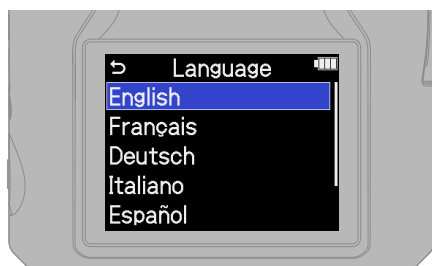 Language
English
Français
Deutsch
Italiano
Español